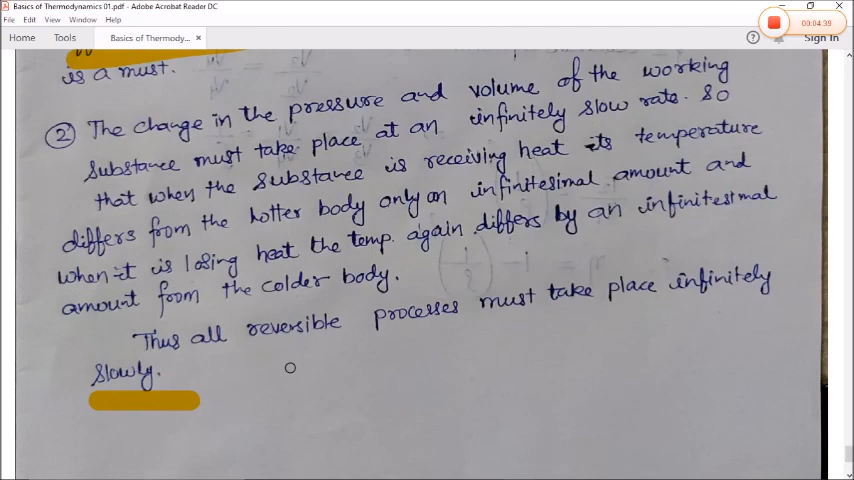 Basics of Thermodynamics 01.pdf - Adobe Acrobat Reader DC
File Edit View Window Help
Home Tools Basics of Thermody... × Sign In
00:04:39
is a must.
② The change in the pressure and volume of the working
substance must take place at an infinitely slow rate. So
that when the substance is receiving heat its temperature
differs from the hotter body only on infinitesimal amount and
when it is losing heat the temp. again differs by an infinitesimal
amount from the colder body.
Thus all reversible processes must take place infinitely
slowly.